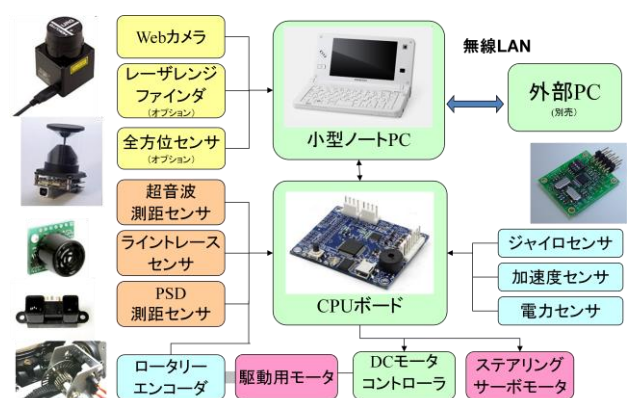 Webカメラ
レーザレンジ
ファインダ
(オプション)
全方位センサ
(オプション)
超音波
測距センサ
ライントレース
センサ
PSD
測距センサ
ロータリー
エンコーダ
駆動用モータ
小型ノートPC
CPUボード
DCモータ
コントローラ
ステアリング
サーボモータ
無線LAN
外部PC
(別売)
ジャイロセンサ
加速度センサ
電力センサ